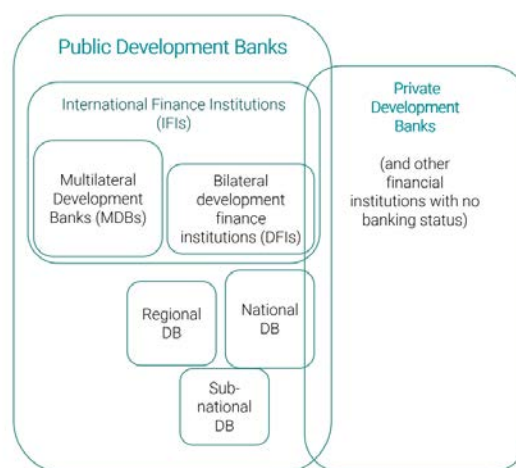 Public Development Banks
International Finance Institutions
(IFIs)
Multilateral
Development
Banks (MDBs)
Bilateral
development
finance
institutions (DFIs)
Regional
DB
National
DB
Sub-
national
DB
Private
Development
Banks
(and other
financial
institutions with no
banking status)